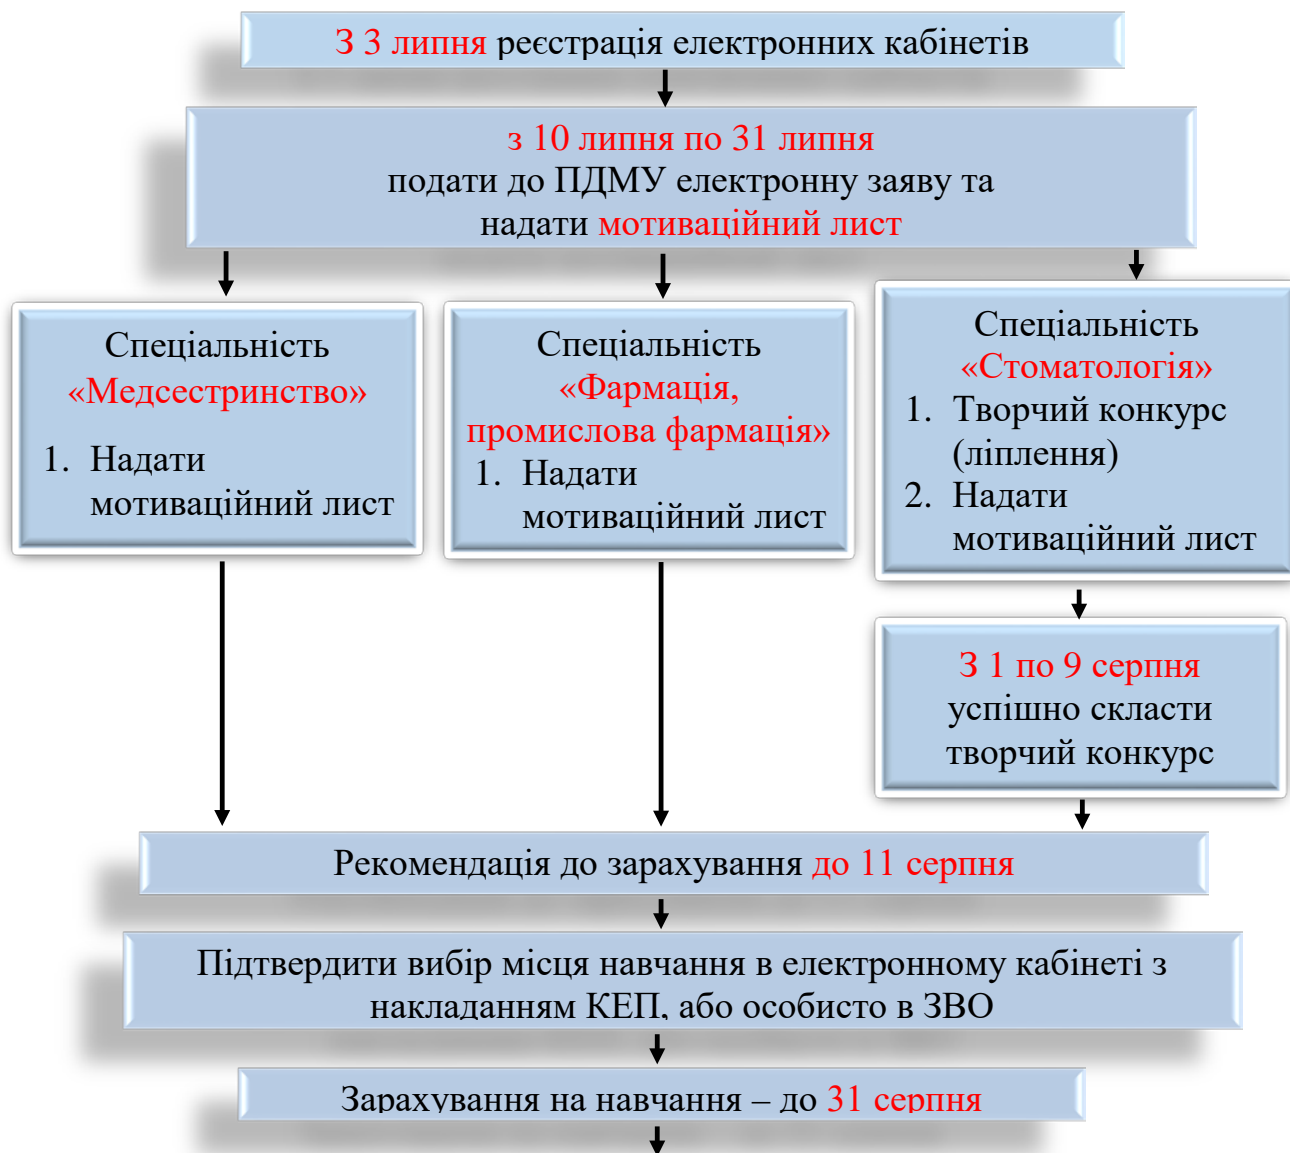 З 3 липня реєстрація електронних кабінетів
з 10 липня по 31 липня
подати до ПДМУ електронну заяву та
надати мотиваційний лист
Спеціальність
«Медсестринство»
1. Надати
мотиваційний лист
Спеціальність
«Фармація,
промислова фармація»
1. Надати
мотиваційний лист
Спеціальність
«Стоматологія»
1. Творчий конкурс
(ліплення)
2. Надати
мотиваційний лист
З 1 по 9 серпня
успішно скласти
творчий конкурс
Рекомендація до зарахування до 11 серпня
Підтвердити вибір місця навчання в електронному кабінеті з
накладанням КЕП, або особисто в ЗВО
Зарахування на навчання – до 31 серпня